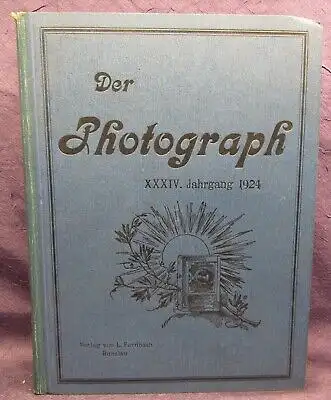 Der
Photograph
XXXIV. Jahrgang 1924
Verlag von L. Fernbach
Bunzlau